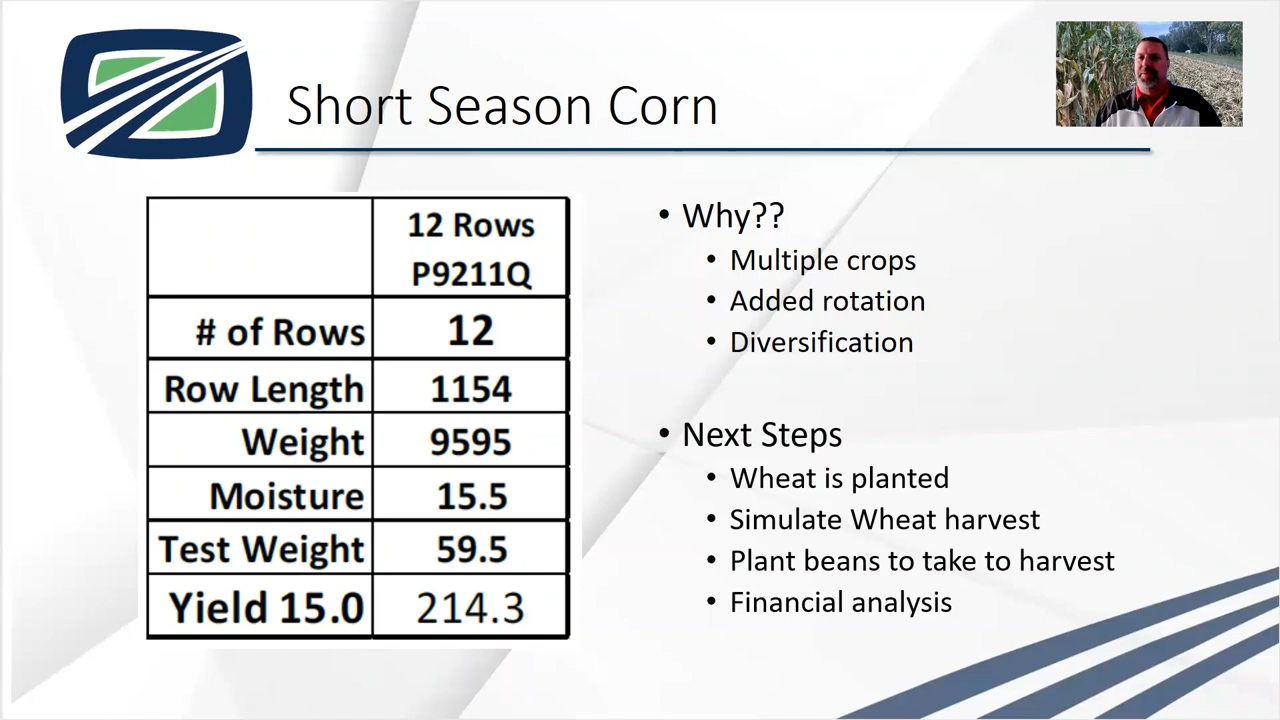 Short Season Corn
12 Rows
P9211Q
# of Rows 12
Row Length 1154
Weight 9595
Moisture 15.5
Test Weight 59.5
Yield 15.0 214.3
• Why??
• Multiple crops
• Added rotation
• Diversification
• Next Steps
• Wheat is planted
• Simulate Wheat harvest
• Plant beans to take to harvest
• Financial analysis